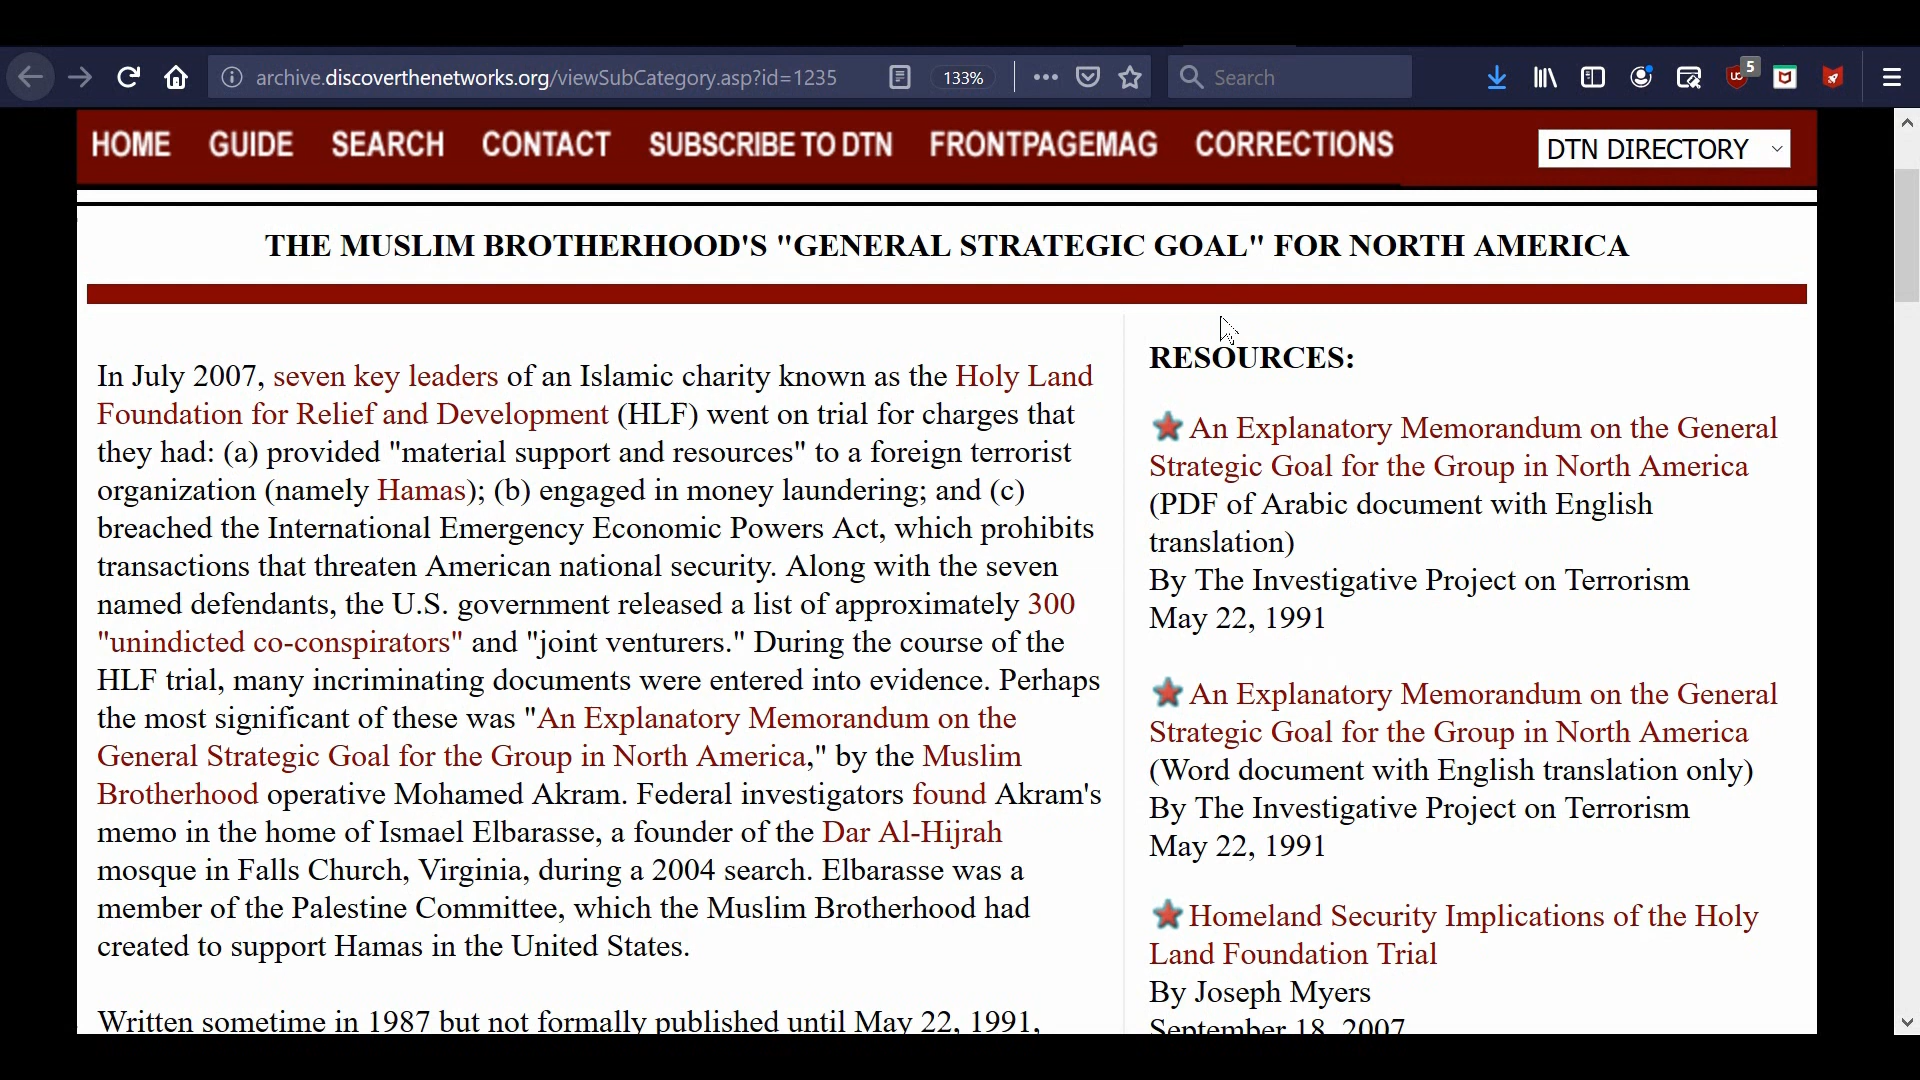 archive.discoverthenetworks.org/viewSubCategory.asp?id=1235
133%
Search
5
HOME GUIDE SEARCH CONTACT SUBSCRIBE TO DTN FRONTPAGEMAG CORRECTIONS
DTN DIRECTORY
THE MUSLIM BROTHERHOOD'S "GENERAL STRATEGIC GOAL" FOR NORTH AMERICA
In July 2007, seven key leaders of an Islamic charity known as the Holy Land
Foundation for Relief and Development (HLF) went on trial for charges that
they had: (a) provided "material support and resources" to a foreign terrorist
organization (namely Hamas); (b) engaged in money laundering; and (c)
breached the International Emergency Economic Powers Act, which prohibits
transactions that threaten American national security. Along with the seven
named defendants, the U.S. government released a list of approximately 300
"unindicted co-conspirators" and "joint venturers." During the course of the
HLF trial, many incriminating documents were entered into evidence. Perhaps
the most significant of these was "An Explanatory Memorandum on the
General Strategic Goal for the Group in North America," by the Muslim
Brotherhood operative Mohamed Akram. Federal investigators found Akram's
memo in the home of Ismael Elbarasse, a founder of the Dar Al-Hijrah
mosque in Falls Church, Virginia, during a 2004 search. Elbarasse was a
member of the Palestine Committee, which the Muslim Brotherhood had
created to support Hamas in the United States.
Written sometime in 1987 but not formally published until May 22, 1991,
RESOURCES:
An Explanatory Memorandum on the General
Strategic Goal for the Group in North America
(PDF of Arabic document with English
translation)
By The Investigative Project on Terrorism
May 22, 1991
An Explanatory Memorandum on the General
Strategic Goal for the Group in North America
(Word document with English translation only)
By The Investigative Project on Terrorism
May 22, 1991
Homeland Security Implications of the Holy
Land Foundation Trial
By Joseph Myers
September 18, 2007